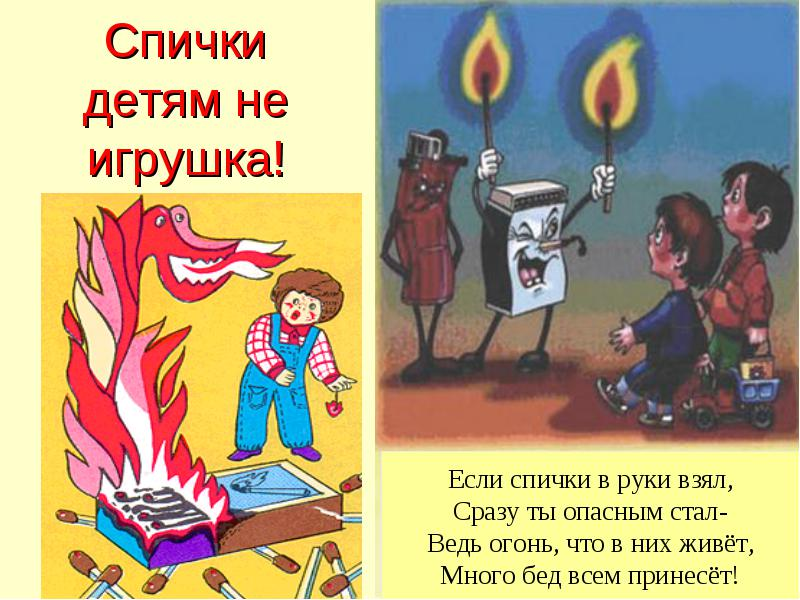 Спички
детям не
игрушка!
Если спички в руки взял,
Сразу ты опасным стал-
Ведь огонь, что в них живёт,
Много бед всем принесёт!